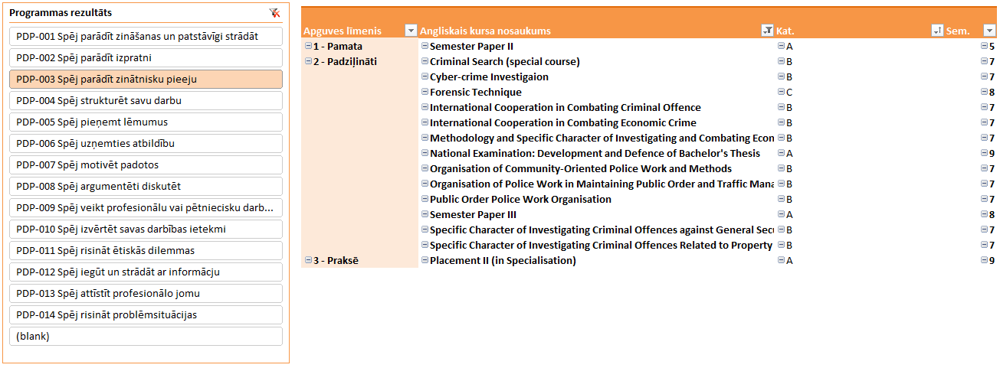 Programmas rezultāts
PDP-001 Spēj parādīt zināšanas un patstāvīgi strādāt
PDP-002 Spēj parādīt izpratni
PDP-003 Spēj parādīt zinātnisku pieeju
PDP-004 Spēj strukturēt savu darbu
PDP-005 Spēj pieņemt lēmumus
PDP-006 Spēj uzņemties atbildību
PDP-007 Spēj motivēt padotos
PDP-008 Spēj argumentēti diskutēt
PDP-009 Spēj veikt profesionālu vai pētniecisku darb...
PDP-010 Spēj izvērtēt savas darbības ietekmi
PDP-011 Spēj risināt ētiskās dilemmas
PDP-012 Spēj iegūt un strādāt ar informācju
PDP-013 Spēj attīstīt profesionālo jomu
PDP-014 Spēj risināt problēmsituācijas
(blank)
Apguves līmenis Angliskais kursa nosaukums Kat. Sem.
1 - Pamata Semester Paper II A 5
2 - Padziļināti Criminal Search (special course) B 7
Cyber-crime Investigaion B 7
Forensic Technique C 8
International Cooperation in Combating Criminal Offence B 7
International Cooperation in Combating Economic Crime B 7
Methodology and Specific Character of Investigating and Combating Econ B 7
National Examination: Development and Defence of Bachelor's Thesis A 9
Organisation of Community-Oriented Police Work and Methods B 7
Organisation of Police Work in Maintaining Public Order and Traffic Mana B 7
Public Order Police Work Organisation B 7
Semester Paper III A 8
Specific Character of Investigating Criminal Offences against General Secu B 7
Specific Character of Investigating Criminal Offences Related to Property B 7
3 - Praksē Placement II (in Specialisation) A 9